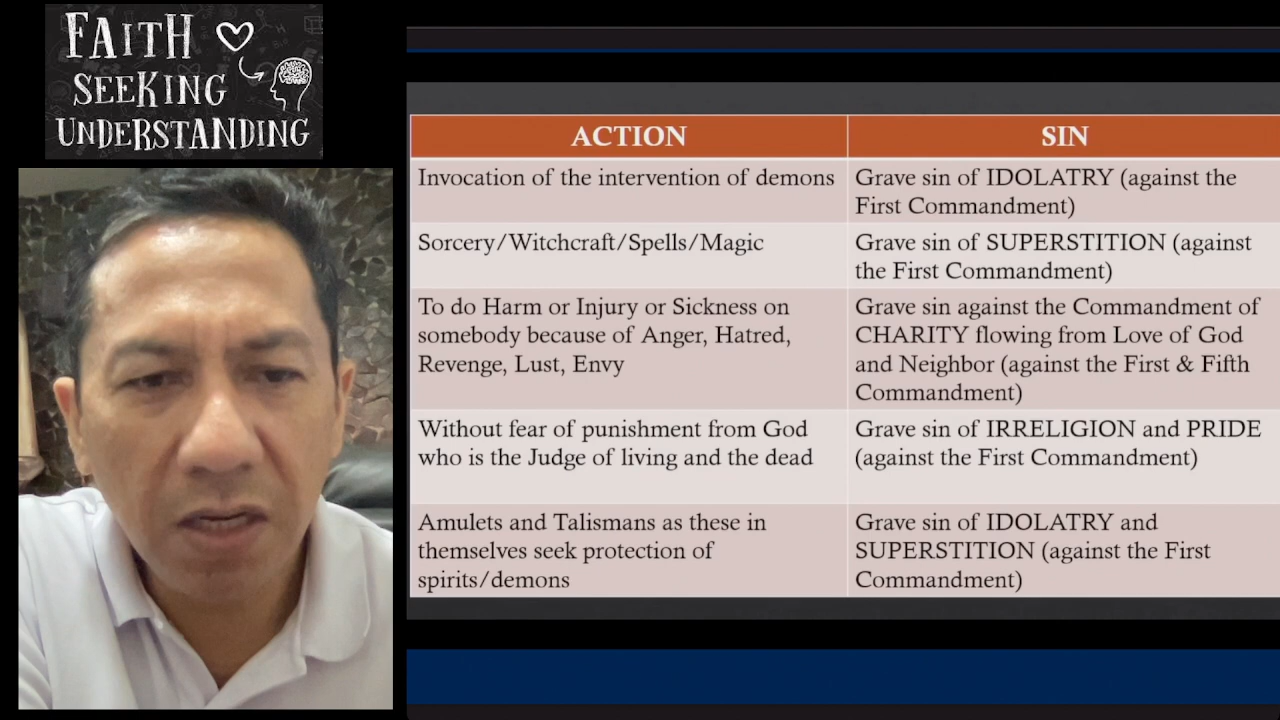 FAITH
SEEKING
UNDERSTANDING
ACTION
SIN
Invocation of the intervention of demons
Grave sin of IDOLATRY (against the
First Commandment)
Sorcery/Witchcraft/Spells/Magic
Grave sin of SUPERSTITION (against
the First Commandment)
To do Harm or Injury or Sickness on
somebody because of Anger, Hatred,
Revenge, Lust, Envy
Grave sin against the Commandment of
CHARITY flowing from Love of God
and Neighbor (against the First & Fifth
Commandment)
Without fear of punishment from God
who is the Judge of living and the dead
Grave sin of IRRELIGION and PRIDE
(against the First Commandment)
Amulets and Talismans as these in
themselves seek protection of
spirits/demons
Grave sin of IDOLATRY and
SUPERSTITION (against the First
Commandment)